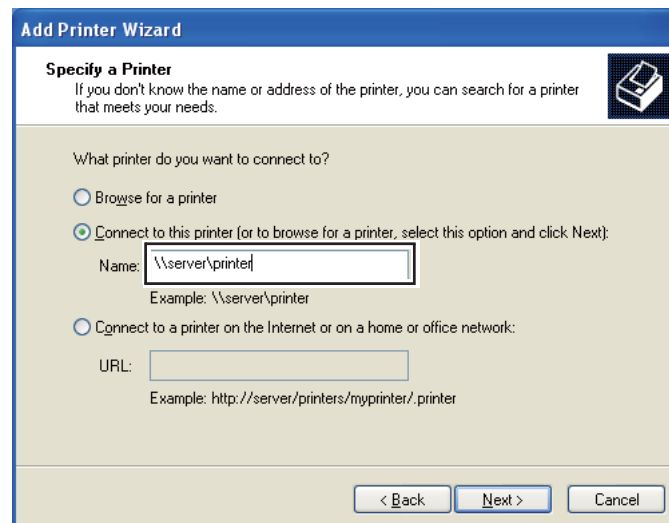 Add Printer Wizard
Specify a Printer
If you don't know the name or address of the printer, you can search for a printer
that meets your needs.
What printer do you want to connect to?
Browse for a printer
Connect to this printer (or to browse for a printer, select this option and click Next):
Name: \\server\printer
Example: \\server\printer
Connect to a printer on the Internet or on a home or office network:
URL:
Example: http://server/printers/myprinter/.printer
< Back Next > Cancel